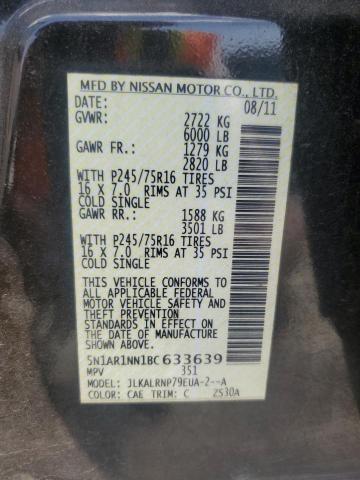 MFD BY NISSAN MOTOR CO., LTD.
DATE: 08/11
GVWR: 2722 KG
6000 LB
GAWR FR.: 1279 KG
2820 LB
WITH P245/75R16 TIRES
16 X 7.0 RIMS AT 35 PSI
COLD SINGLE
GAWR RR.: 1588 KG
3501 LB
WITH P245/75R16 TIRES
16 X 7.0 RIMS AT 35 PSI
COLD SINGLE
THIS VEHICLE CONFORMS TO
ALL APPLICABLE FEDERAL
MOTOR VEHICLE SAFETY
AND THEFT PREVENTION
STANDARDS IN EFFECT ON
THE DATE OF MANUFACTURE
SHOWN ABOVE.
5N1AR1NN1BC633639
MPV 351
MODEL: JLKALRNP79EUA-2--A
COLOR: CAE TRIM: C 2530A